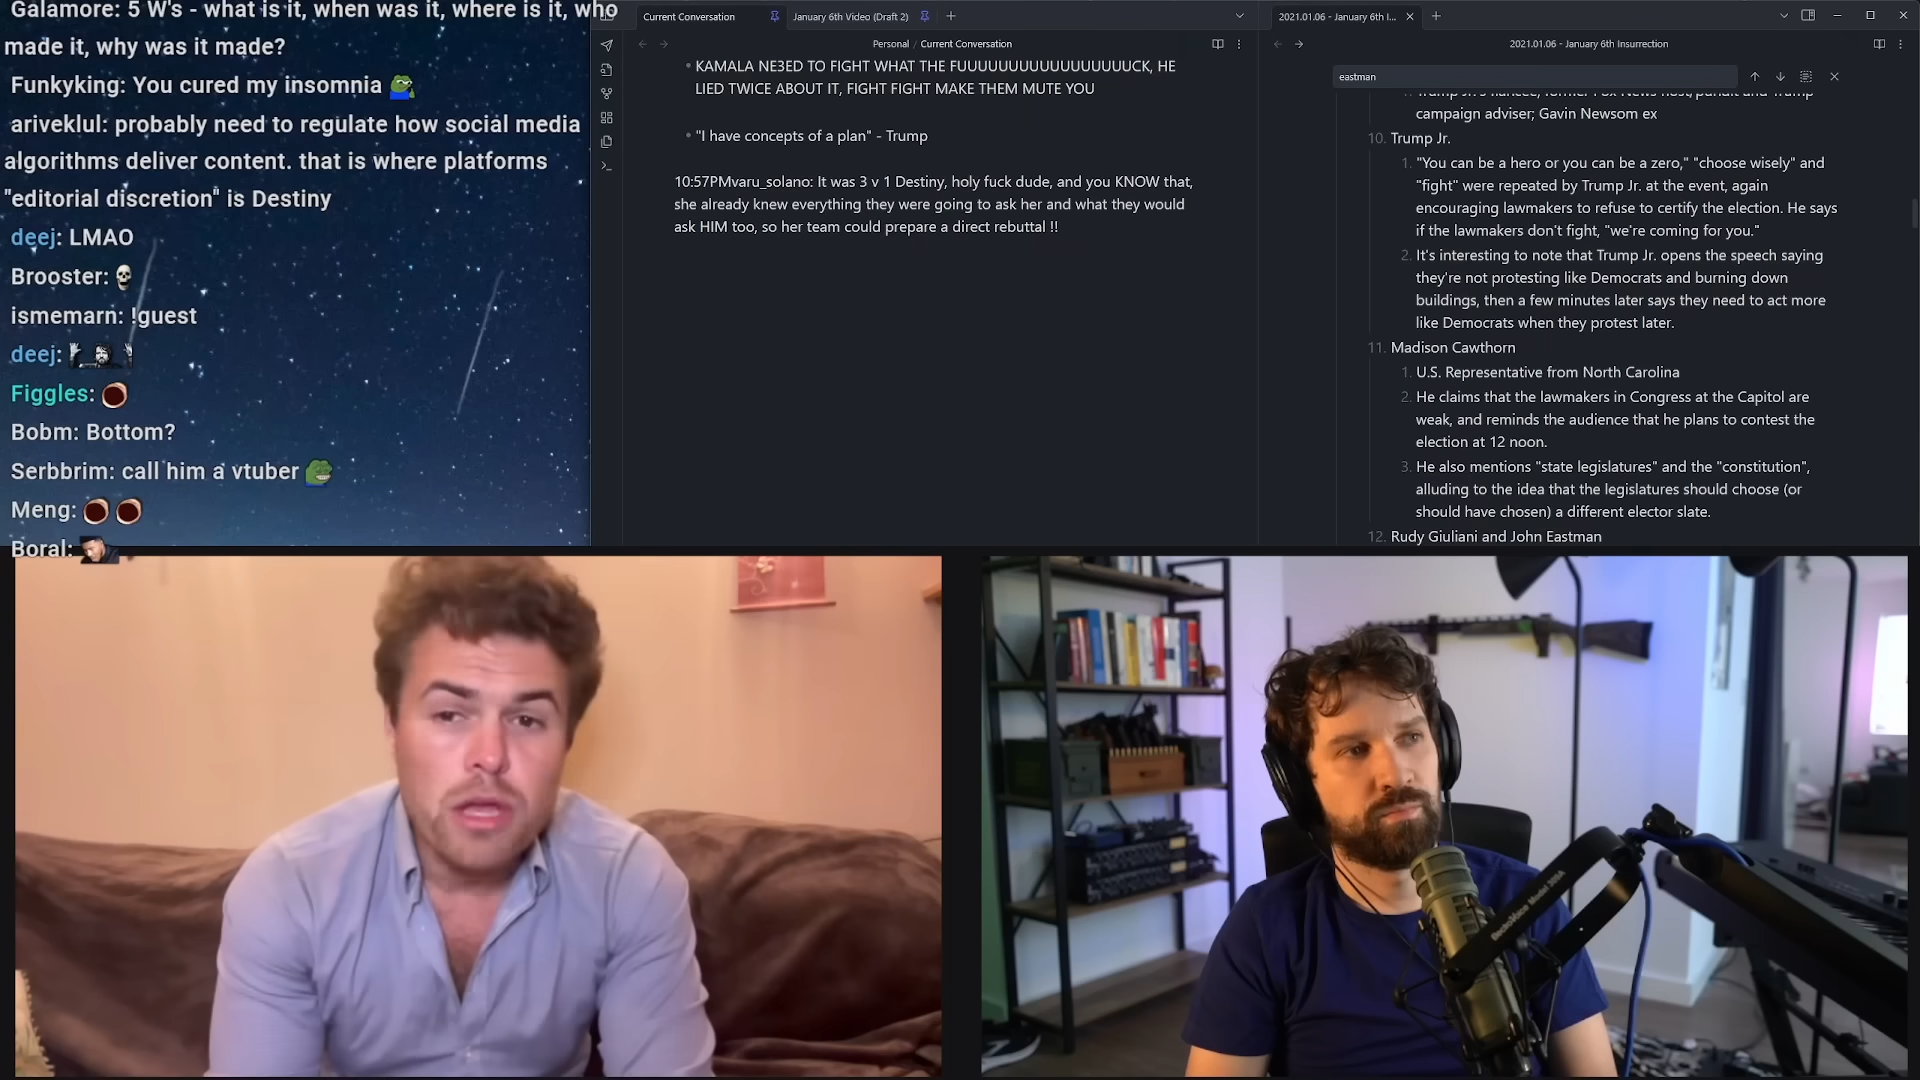 Galamore: 5 W's - what is it, when was it, where is it, who
made it, why was it made?
Funkyking: You cured my insomnia
ariveklul: probably need to regulate how social media
algorithms deliver content. that is where platforms
"editorial discretion" is Destiny
deej: LMAO
Brooster:
ismemarn: !guest
deej:
Figgles:
Bobm: Bottom?
Serbbrim: call him a vtuber
Meng:
Boral:
Current Conversation
January 6th Video (Draft 2)
Personal / Current Conversation
KAMALA NE3ED TO FIGHT WHAT THE FUUUUUUUUUUUUUUUUUCK, HE
LIED TWICE ABOUT IT, FIGHT FIGHT MAKE THEM MUTE YOU
"I have concepts of a plan" - Trump
10:57PMvaru_solano: It was 3 v 1 Destiny, holy fuck dude, and you KNOW that,
she already knew everything they were going to ask her and what they would
ask HIM too, so her team could prepare a direct rebuttal !!
2021.01.06 - January 6th I...
2021.01.06 - January 6th Insurrection
eastman
1. Trump Jr.'s fiancée, former Fox News host, pundit and Trump
campaign adviser; Gavin Newsom ex
10. Trump Jr.
1. "You can be a hero or you can be a zero," "choose wisely" and
"fight" were repeated by Trump Jr. at the event, again
encouraging lawmakers to refuse to certify the election. He says
if the lawmakers don't fight, "we're coming for you."
2. It's interesting to note that Trump Jr. opens the speech saying
they're not protesting like Democrats and burning down
buildings, then a few minutes later says they need to act more
like Democrats when they protest later.
11. Madison Cawthorn
1. U.S. Representative from North Carolina
2. He claims that the lawmakers in Congress at the Capitol are
weak, and reminds the audience that he plans to contest the
election at 12 noon.
3. He also mentions "state legislatures" and the "constitution",
alluding to the idea that the legislatures should choose (or
should have chosen) a different elector slate.
12. Rudy Giuliani and John Eastman